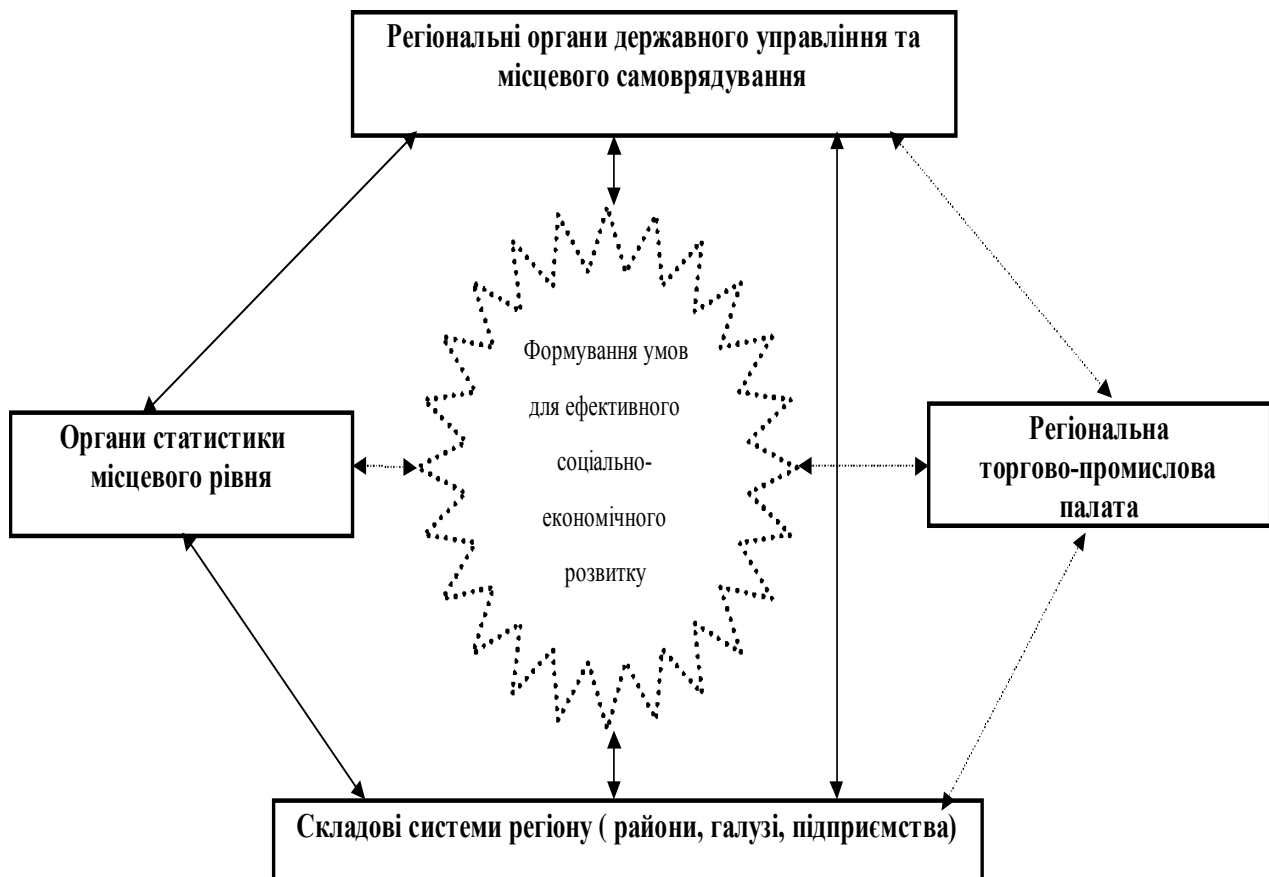 Регіональні органи державного управління та
місцевого самоврядування
Формування умов
для ефективного
соціально-
економічного
розвитку
Органи статистики
місцевого рівня
Регіональна
торгово-промислова
палата
Складові системи регіону ( райони, галузі, підприємства)